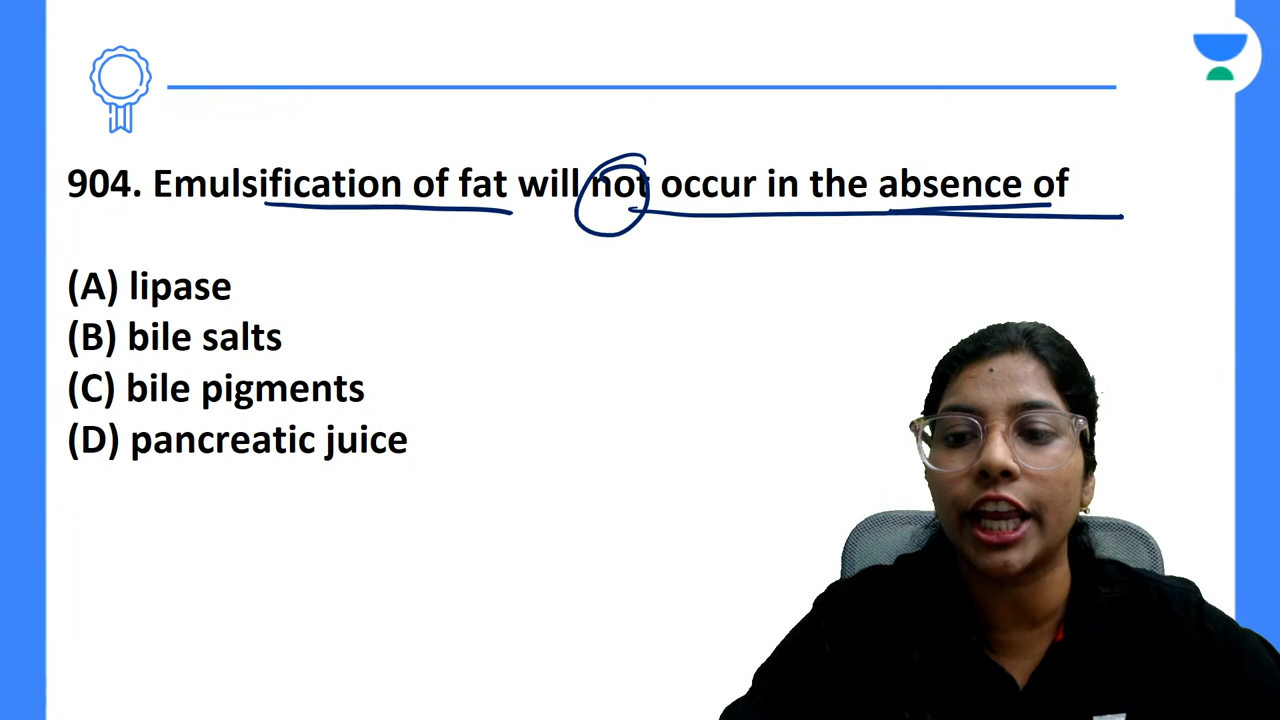 904. Emulsification of fat will not occur in the absence of
(A) lipase
(B) bile salts
(C) bile pigments
(D) pancreatic juice